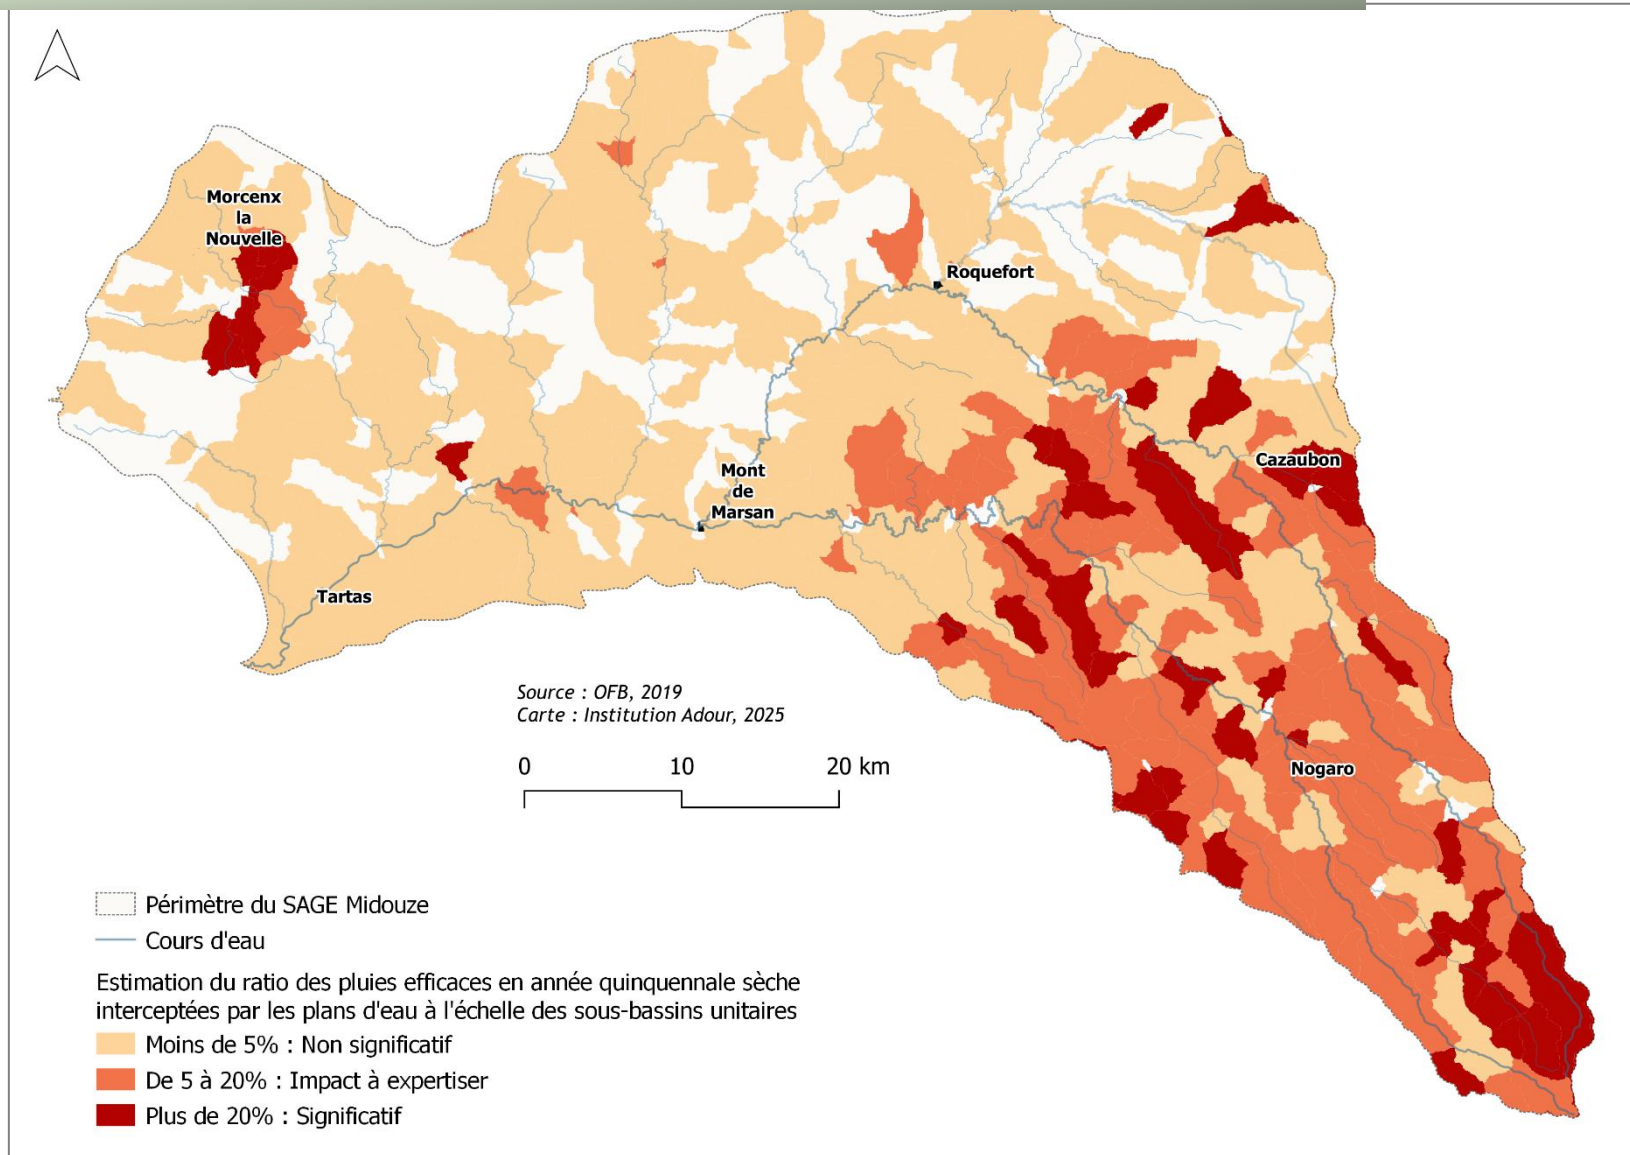 Morcenx
la
Nouvelle
Roquefort
Cazaubon
Mont
de
Marsan
Tartas
Nogaro
Source : OFB, 2019
Carte : Institution Adour, 2025
0 10 20 km
Périmètre du SAGE Midouze
Cours d'eau
Estimation du ratio des pluies efficaces en année quinquennale sèche
interceptées par les plans d'eau à l'échelle des sous-bassins unitaires
Moins de 5% : Non significatif
De 5 à 20% : Impact à expertiser
Plus de 20% : Significatif